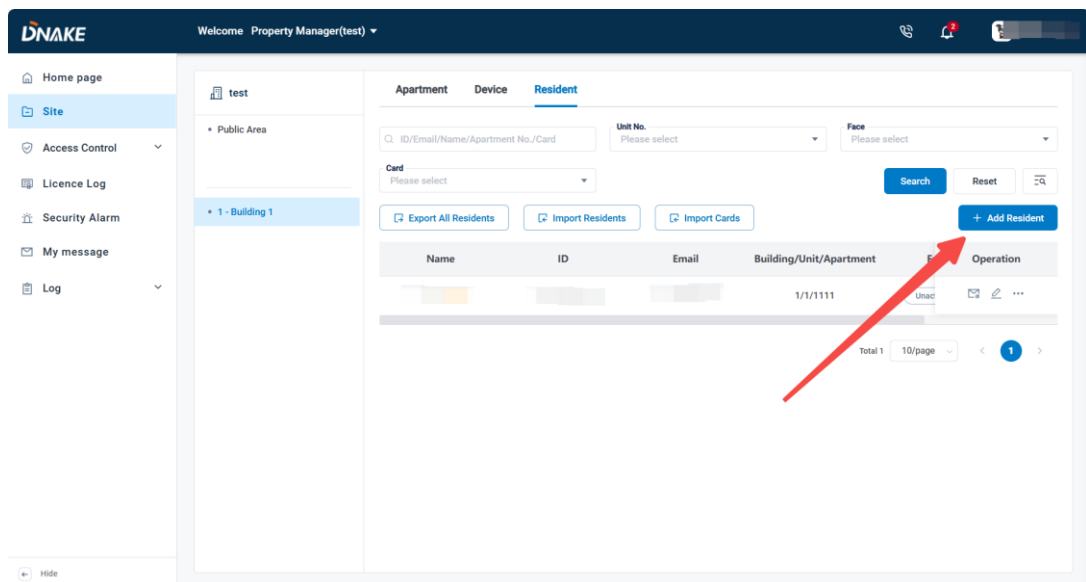 DNAKE
Welcome Property Manager(test)
2
Home page
Site
Access Control
Licence Log
Security Alarm
My message
Log
Hide
test
Public Area
1 - Building 1
Apartment Device Resident
ID/Email/Name/Apartment No./Card
Unit No.
Please select
Face
Please select
Card
Please select
Search Reset
Export All Residents Import Residents Import Cards + Add Resident
Name ID Email Building/Unit/Apartment Operation
1/1/1111
Total 1 10/page 1